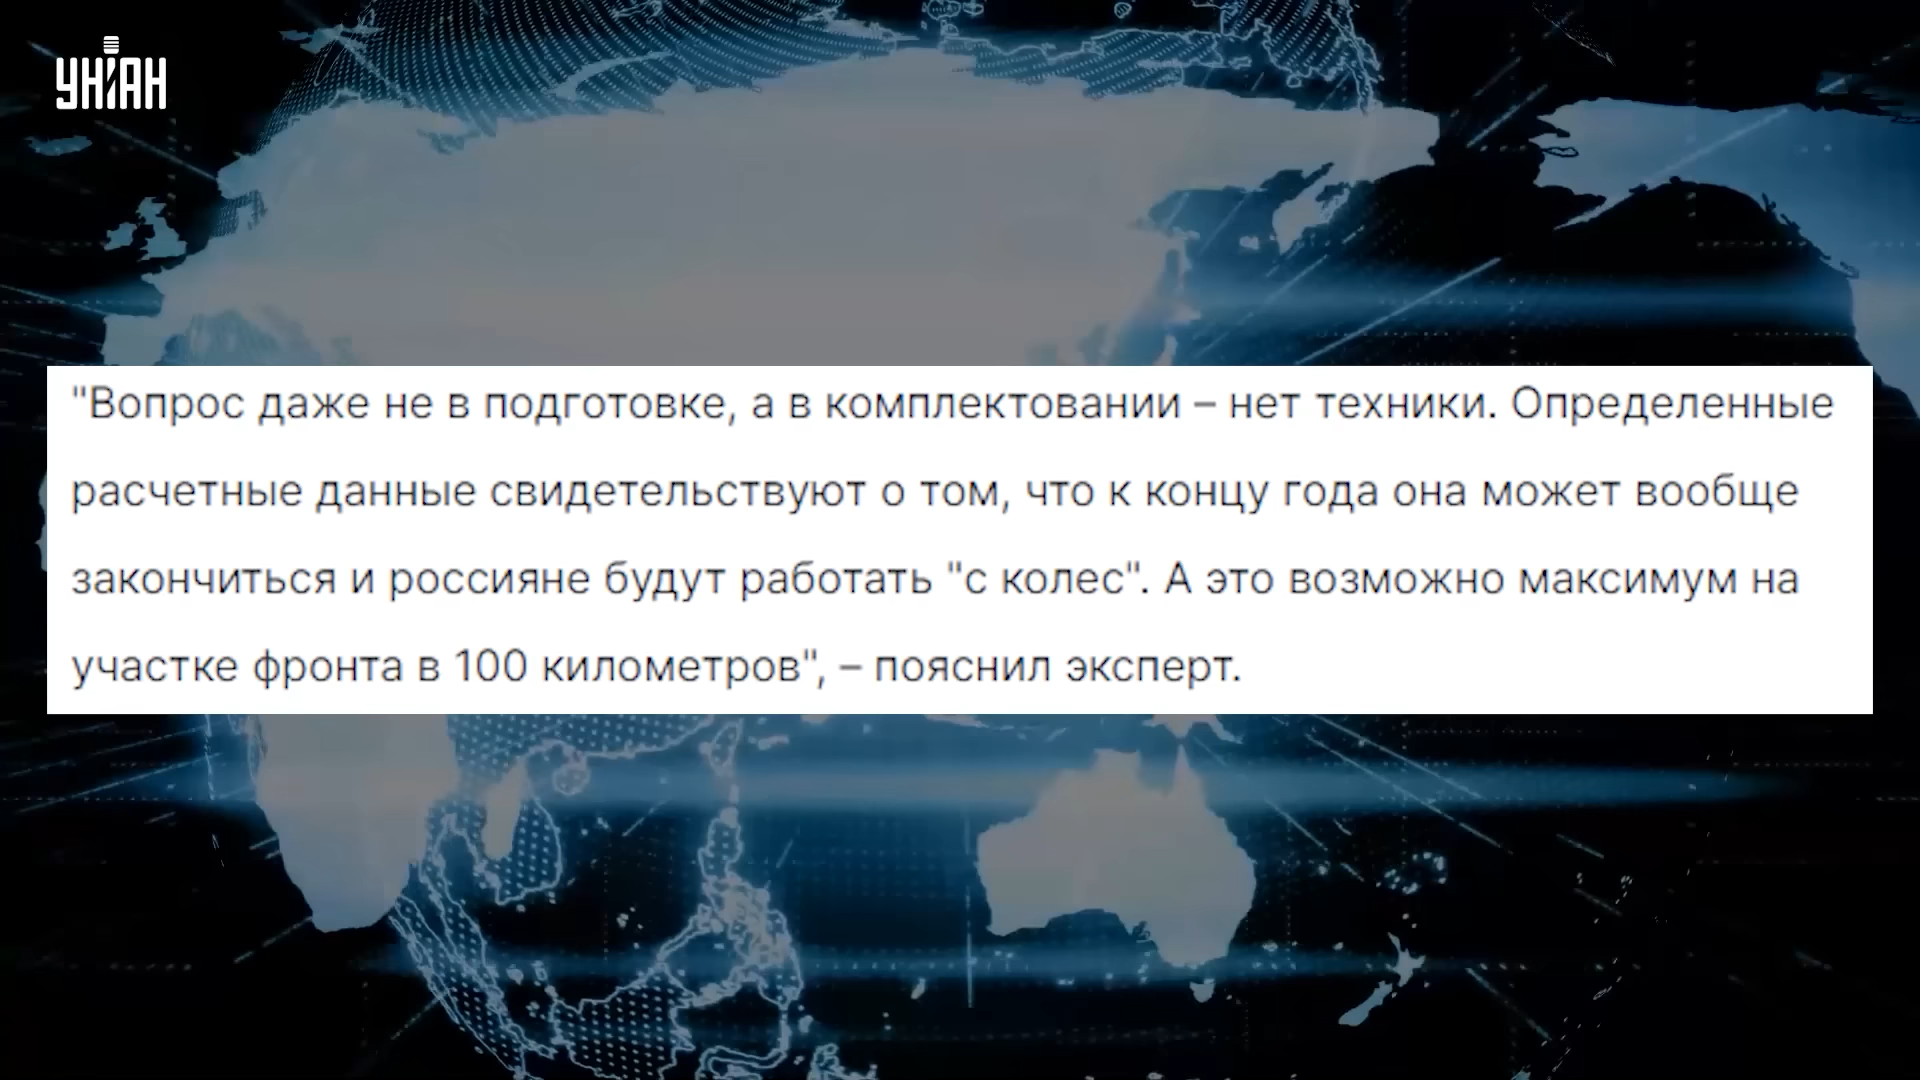 УНІАН
"Вопрос даже не в подготовке, а в комплектовании – нет техники. Определенные
расчетные данные свидетельствуют о том, что к концу года она может вообще
закончиться и россияне будут работать "с колес". А это возможно максимум на
участке фронта в 100 километров", – пояснил эксперт.